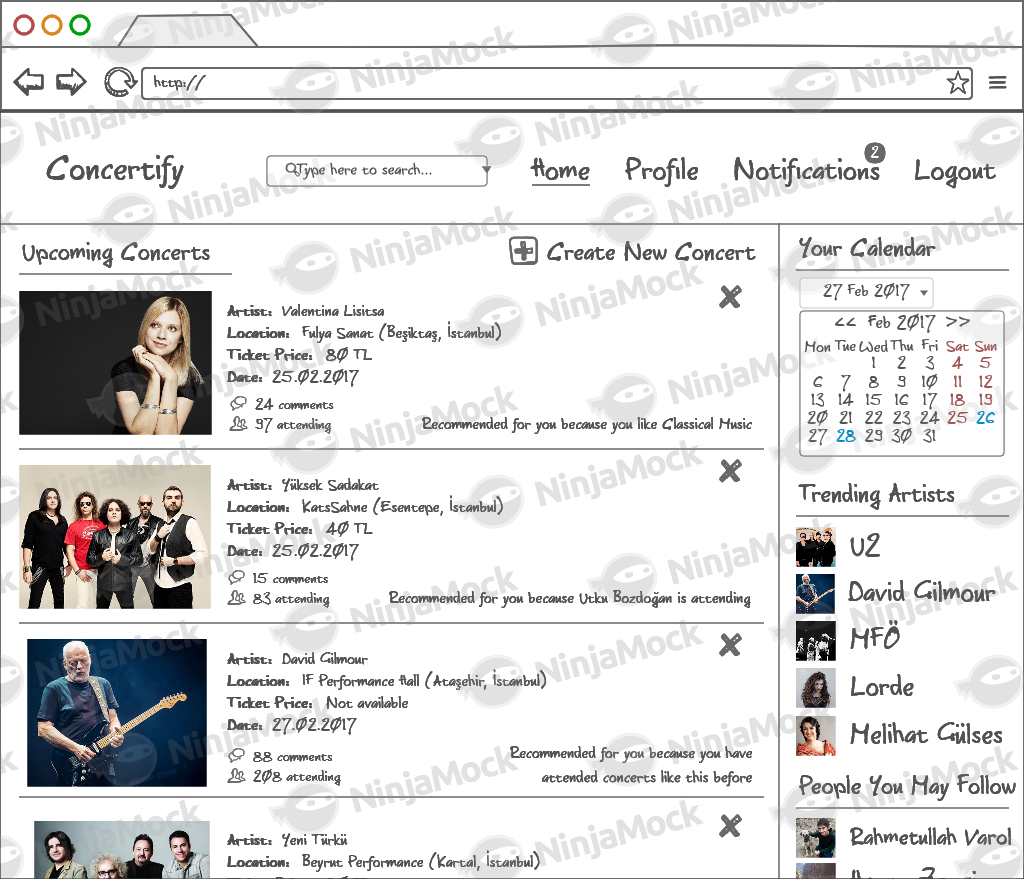 http://
Concertify
Type here to search...
Home
Profile
Notifications
2
Logout
Upcoming Concerts
Create New Concert
Artist: Valentina Lisitsa
Location: Fulya Sanat (Beşiktaş, İstanbul)
Ticket Price: 80 TL
Date: 25.02.2017
24 comments
97 attending
Recommended for you because you like Classical Music
Artist: Yüksek Sadakat
Location: KatsSahne (Esentepe, İstanbul)
Ticket Price: 40 TL
Date: 25.02.2017
15 comments
83 attending
Recommended for you because Utku Bozdoğan is attending
Artist: David Gilmour
Location: IF Performance Hall (Ataşehir, İstanbul)
Ticket Price: Not available
Date: 27.02.2017
88 comments
208 attending
Recommended for you because you have
attended concerts like this before
Artist: Yeni Türkü
Location: Beyrut Performance (Kartal, İstanbul)
Your Calendar
27 Feb 2017
<< Feb 2017 >>
Mon Tue Wed Thu Fri Sat Sun
1 2 3 4 5
6 7 8 9 10 11 12
13 14 15 16 17 18 19
20 21 22 23 24 25 26
27 28 29 30 31
Trending Artists
U2
David Gilmour
MFÖ
Lorde
Melihat Gülses
People You May Follow
Rahmetullah Varol
NinjaMock